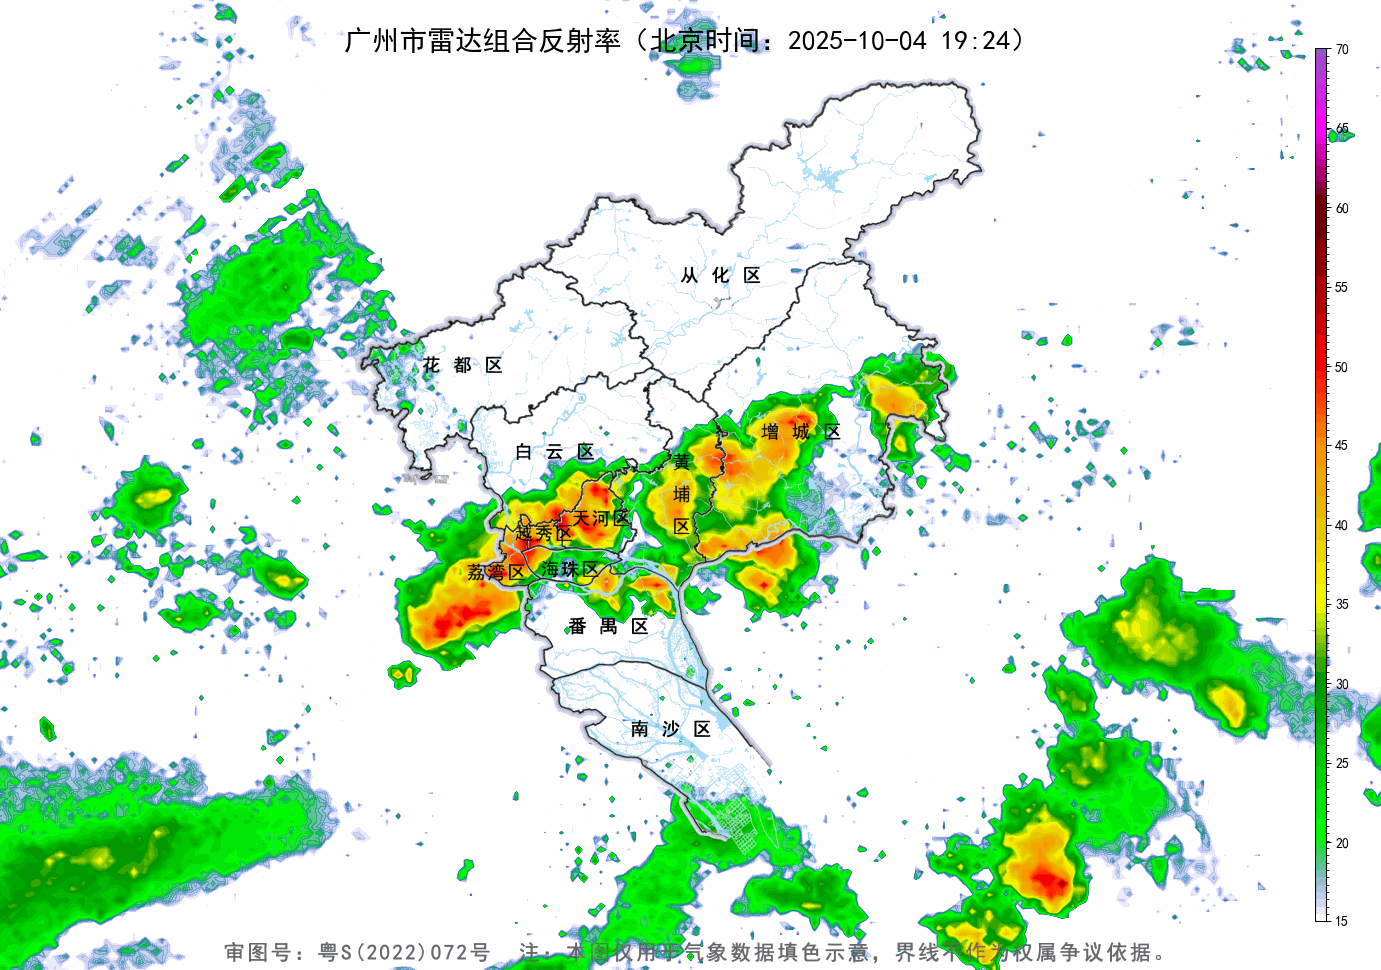 广州市雷达组合反射率（北京时间：2025-10-04 19:24）
70
65
60
55
50
45
40
35
30
25
20
15
从化区
花都区
增城区
白云区
黄埔区
天河区
越秀区
海珠区
荔湾区
番禺区
南沙区
审图号：粤S(2022)072号 注：本图仅用于气象数据填色示意，界线不作为权属争议依据。